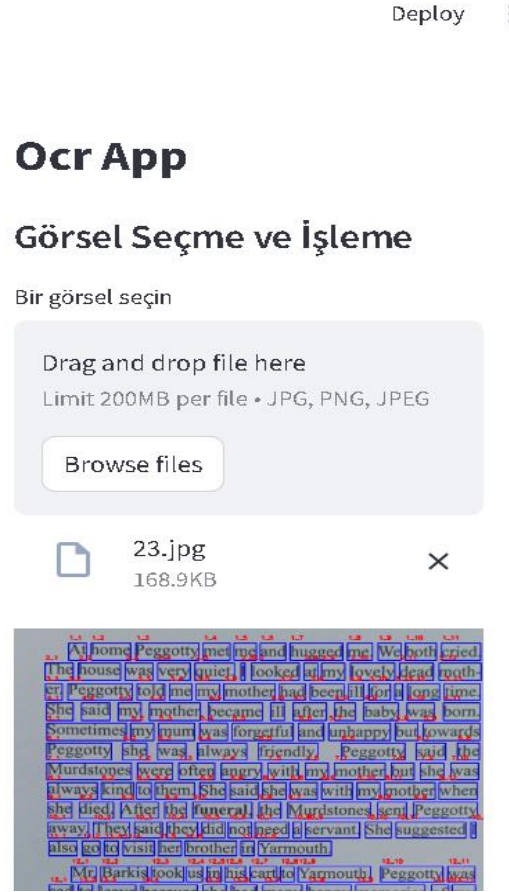 Deploy
Ocr App
Görsel Seçme ve İşleme
Bir görsel seçin
Drag and drop file here
Limit 200MB per file • JPG, PNG, JPEG
Browse files
23.jpg
168.9KB
At home Peggotty met me and hugged me. We both cried.
The house was very quiet. I looked at my lovely dead moth-
er. Peggotty told me my mother had been ill for a long time.
She said my mother became ill after the baby was born.
Sometimes my mum was forgetful and unhappy but towards
Peggotty she was always friendly. Peggotty said the
Murdstones were often angry with my mother but she was
always kind to them. She said she was with my mother when
she died. After the funeral, the Murdstones sent Peggotty
away. They said they did not need a servant. She suggested I
also go to visit her brother in Yarmouth.
Mr. Barkis took us in his cart to Yarmouth. Peggotty was